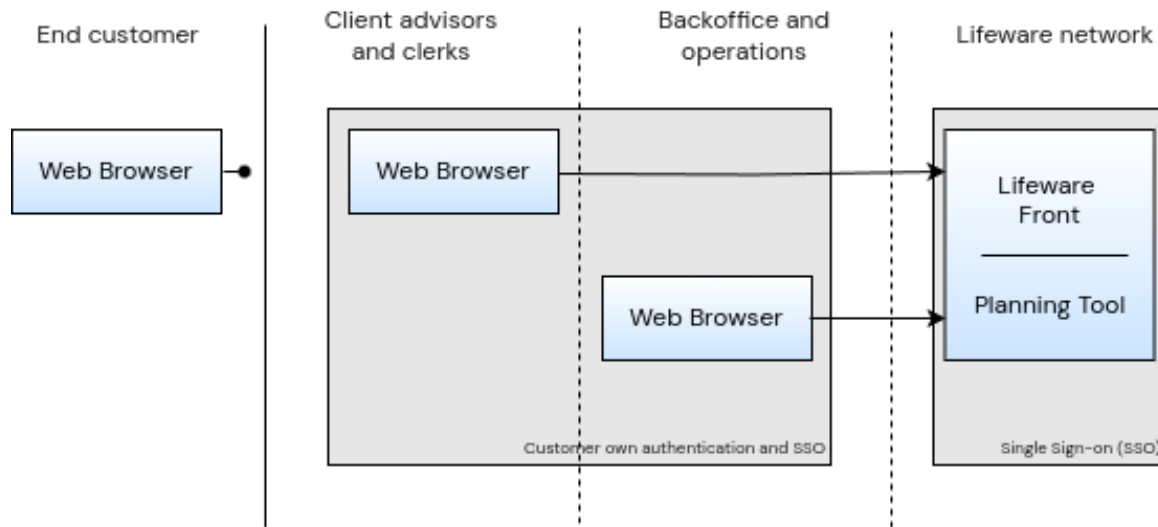 End customer
Client advisors
and clerks
Backoffice and
operations
Lifeware network
Web Browser
Web Browser
Lifeware
Front
Web Browser
Planning Tool
Customer own authentication and SSO
Single Sign-on (SSO)